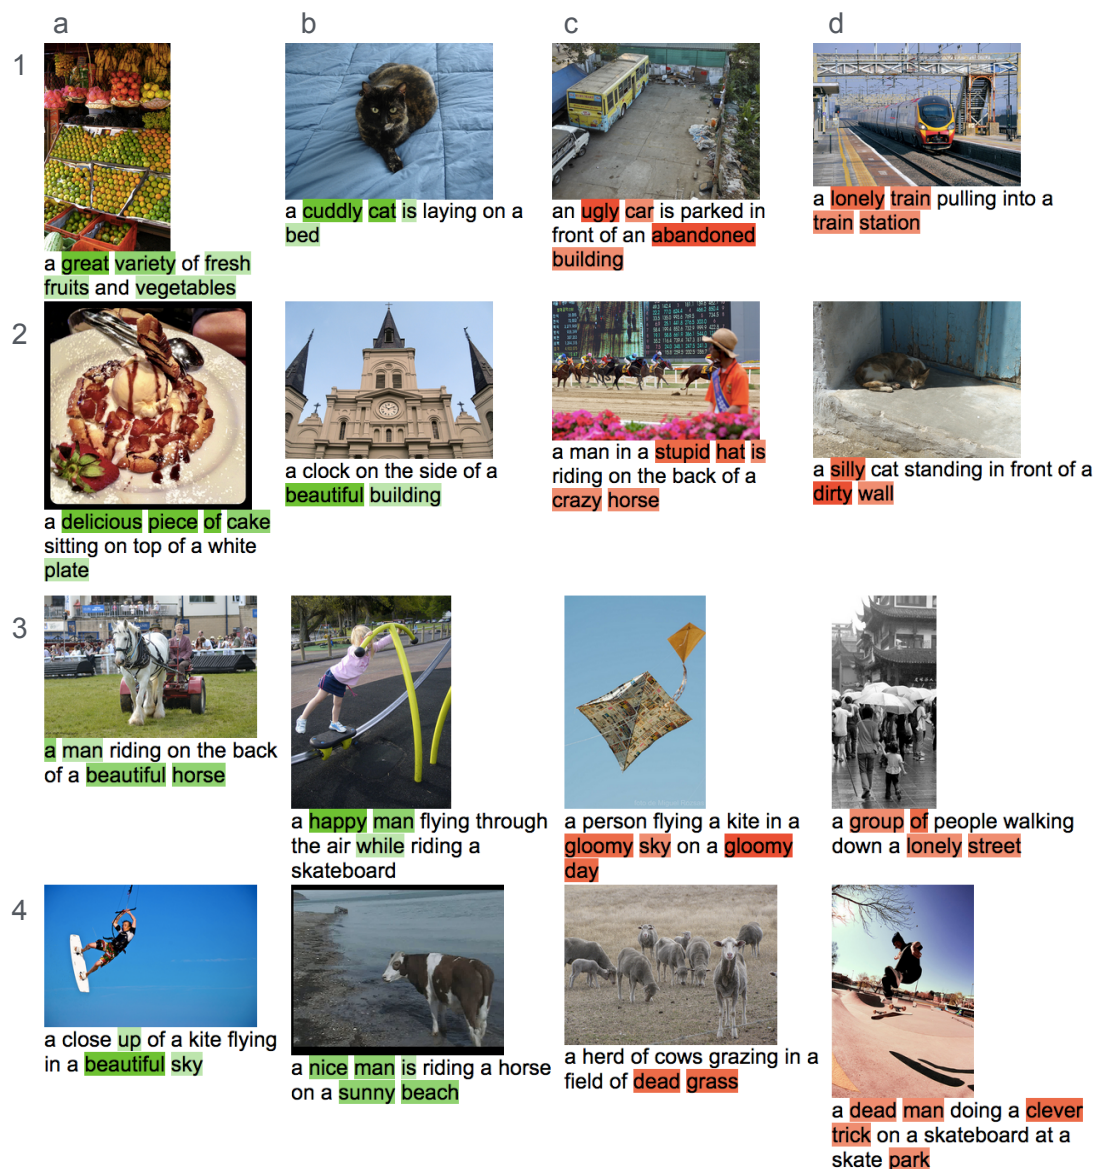 a b c d
1
a great variety of fresh
fruits and vegetables
a cuddly cat is laying on a
bed
an ugly car is parked in
front of an abandoned
building
a lonely train pulling into a
train station
2
a delicious piece of cake
sitting on top of a white
plate
a clock on the side of a
beautiful building
a man in a stupid hat is
riding on the back of a
crazy horse
a silly cat standing in front of a
dirty wall
3
a man riding on the back
of a beautiful horse
a happy man flying through
the air while riding a
skateboard
a person flying a kite in a
gloomy sky on a gloomy
day
a group of people walking
down a lonely street
4
a close up of a kite flying
in a beautiful sky
a nice man is riding a horse
on a sunny beach
a herd of cows grazing in a
field of dead grass
a dead man doing a clever
trick on a skateboard at a
skate park